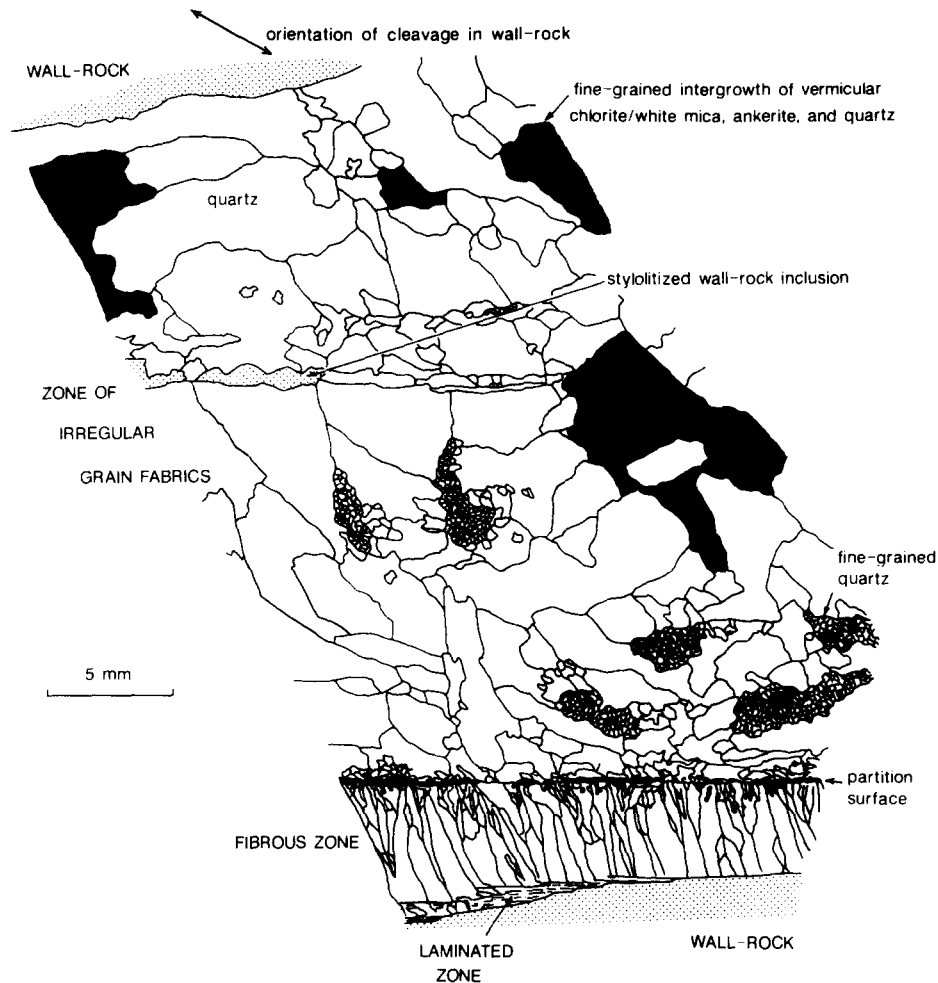 orientation of cleavage in wall-rock
WALL-ROCK
fine-grained intergrowth of vermicular
chlorite/white mica, ankerite, and quartz
quartz
stylolitized wall-rock inclusion
ZONE OF
IRREGULAR
GRAIN FABRICS
fine-grained
quartz
5 mm
partition
surface
FIBROUS ZONE
LAMINATED
ZONE
WALL-ROCK